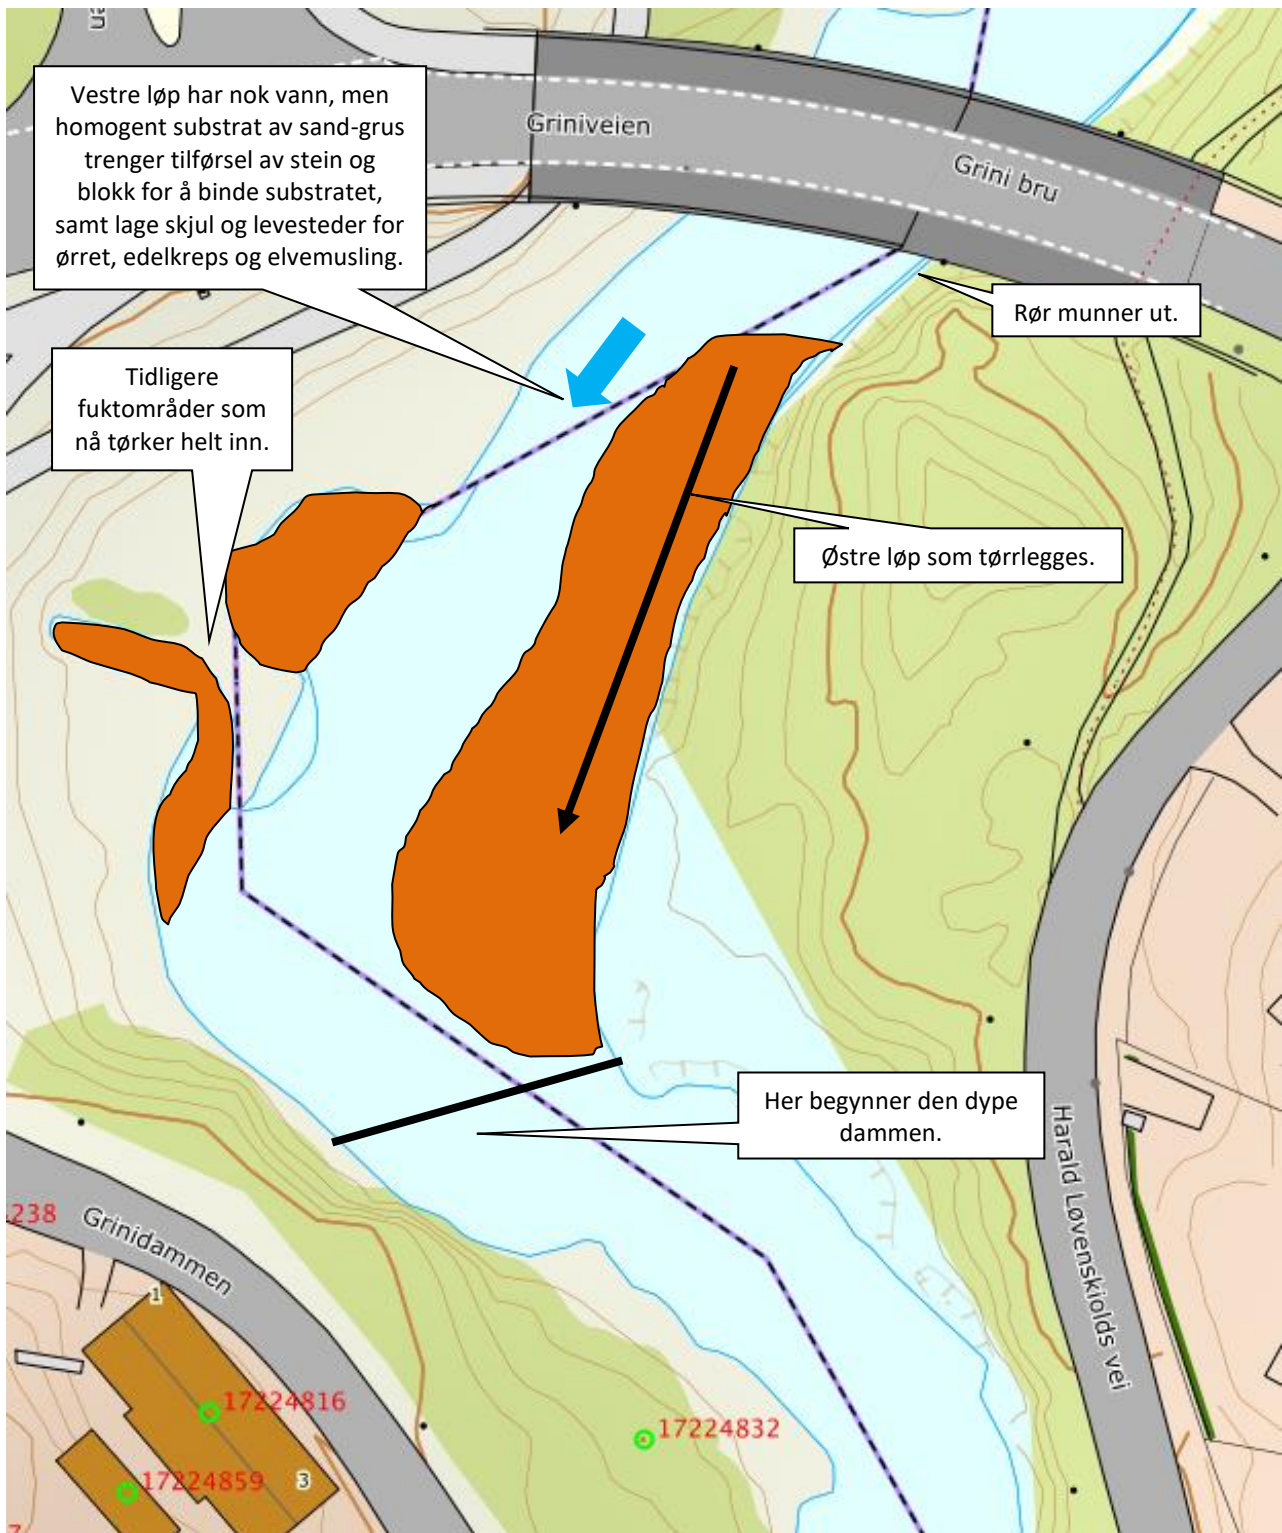 Griniveien
Grini bru
Vestre løp har nok vann, men
homogent substrat av sand-grus
trenger tilførsel av stein og
blokk for å binde substratet,
samt lage skjul og levesteder for
ørret, edelkreps og elvemusling.
Rør munner ut.
Tidligere
fuktområder som
nå tørker helt inn.
Østre løp som tørrlegges.
Her begynner den dype
dammen.
Harald Løvenskiolds vei
238
Grinidammen
1
17224816
17224832
17224859
3
7